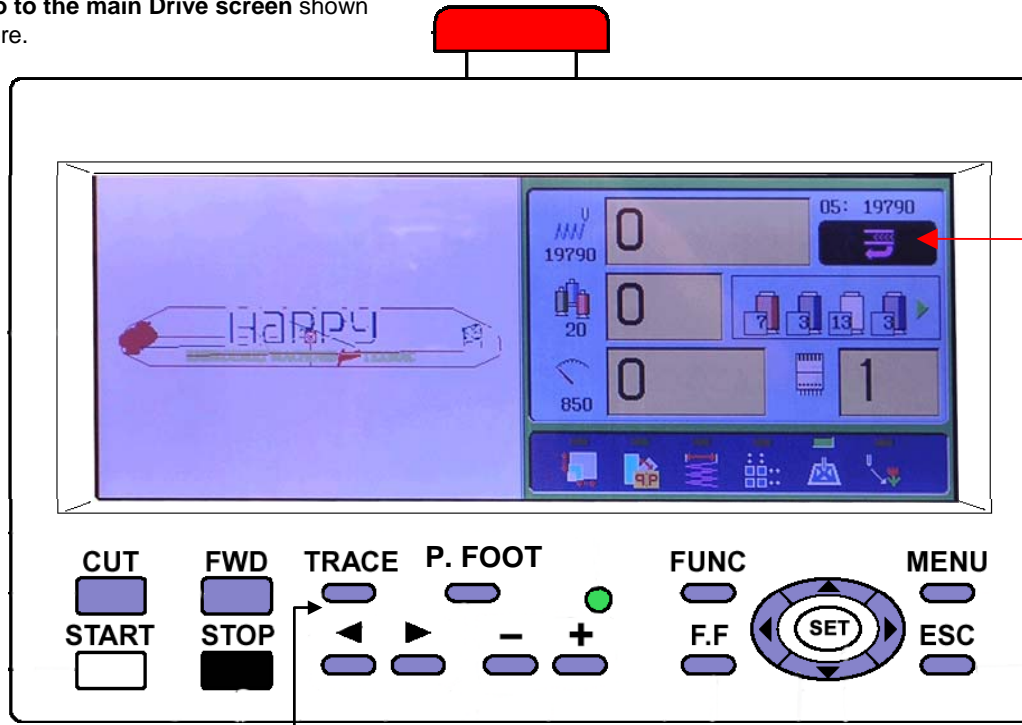 o to the main Drive screen shown
re.
05: 19790
0
19790
HaPPY
0
20
7 3 13 3
0
850
1
CUT FWD TRACE P. FOOT FUNC MENU
START STOP - + F.F SET ESC